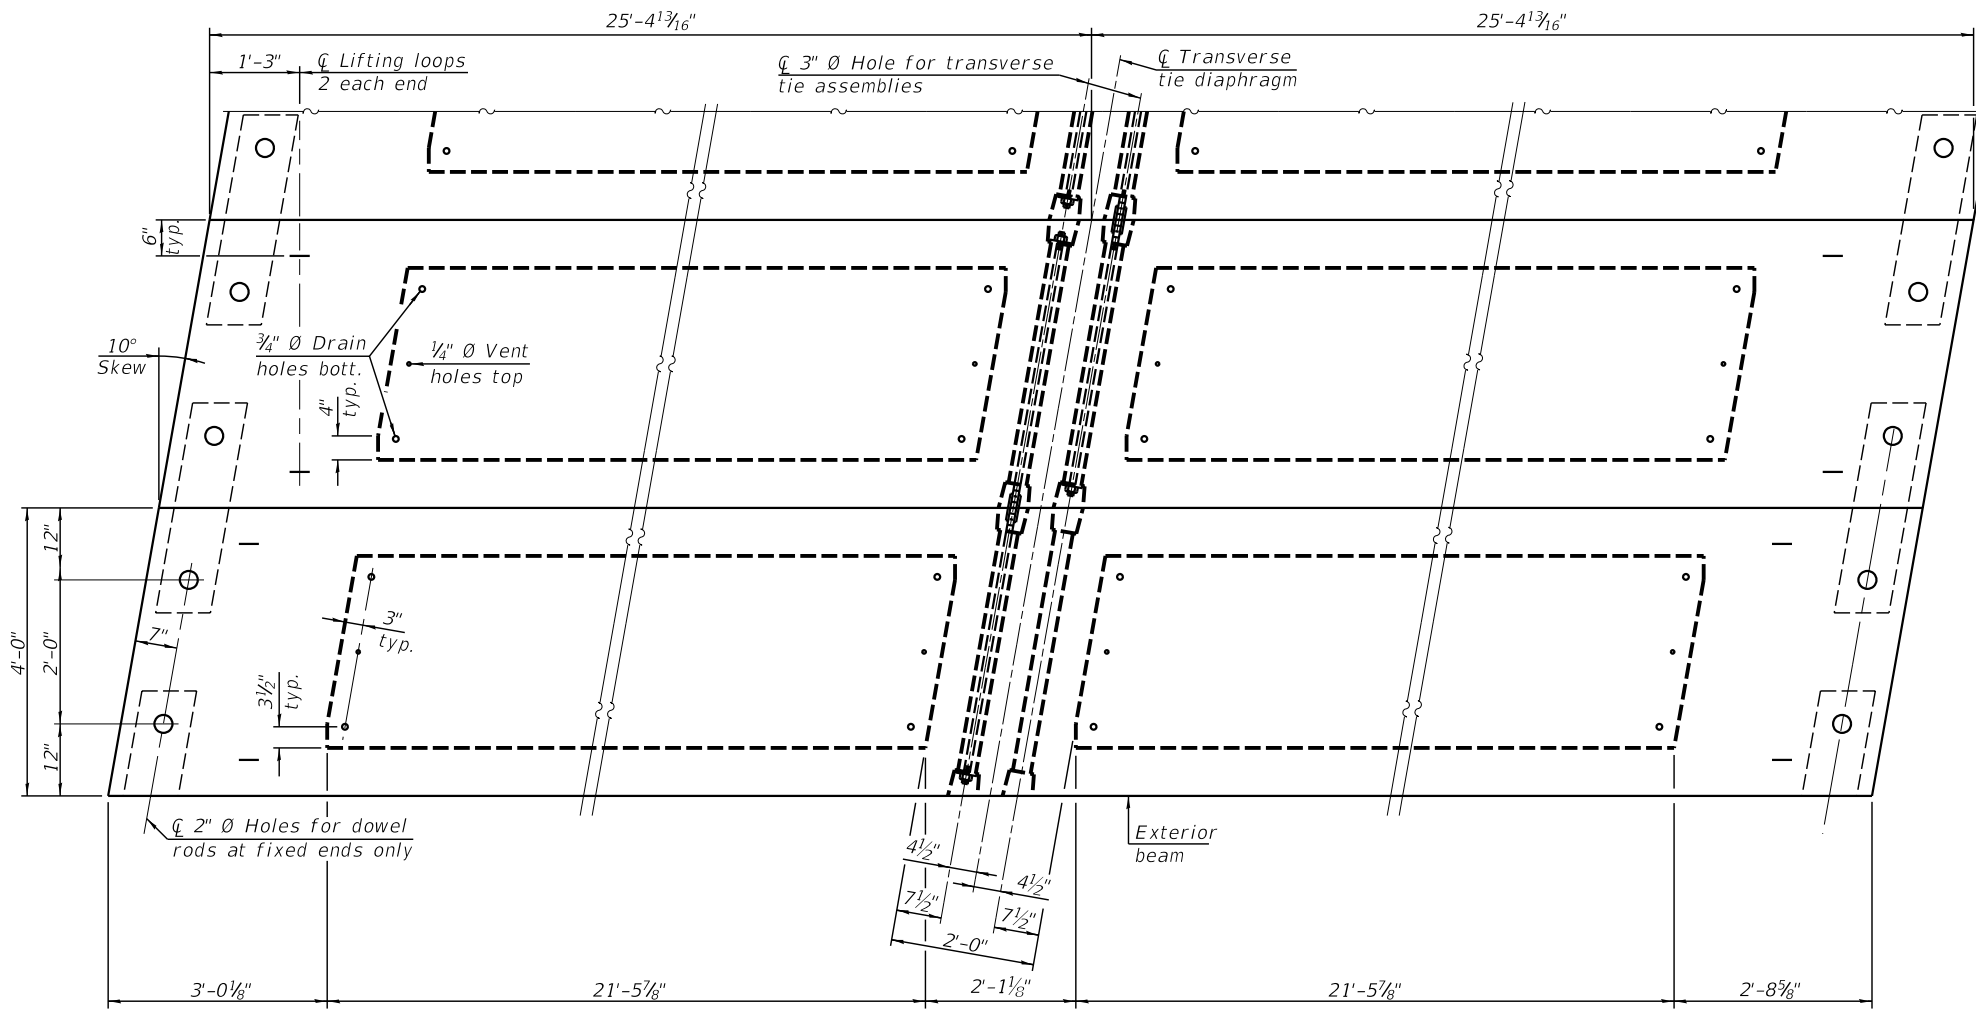 25'-4 13/16"
25'-4 13/16"
1'-3"
℄ Lifting loops
2 each end
℄ 3" Ø Hole for transverse
tie assemblies
℄ Transverse
tie diaphragm
6"
typ.
10°
Skew
3/4" Ø Drain
holes bott.
1/4" Ø Vent
holes top
4"
typ.
12"
2'-0"
12"
4'-0"
7"
3"
typ.
3 1/2"
typ.
℄ 2" Ø Holes for dowel
rods at fixed ends only
Exterior
beam
4 1/2"
4 1/2"
7 1/2"
7 1/2"
2'-0"
3'-0 1/8"
21'-5 7/8"
2'-1 1/8"
21'-5 7/8"
2'-8 5/8"